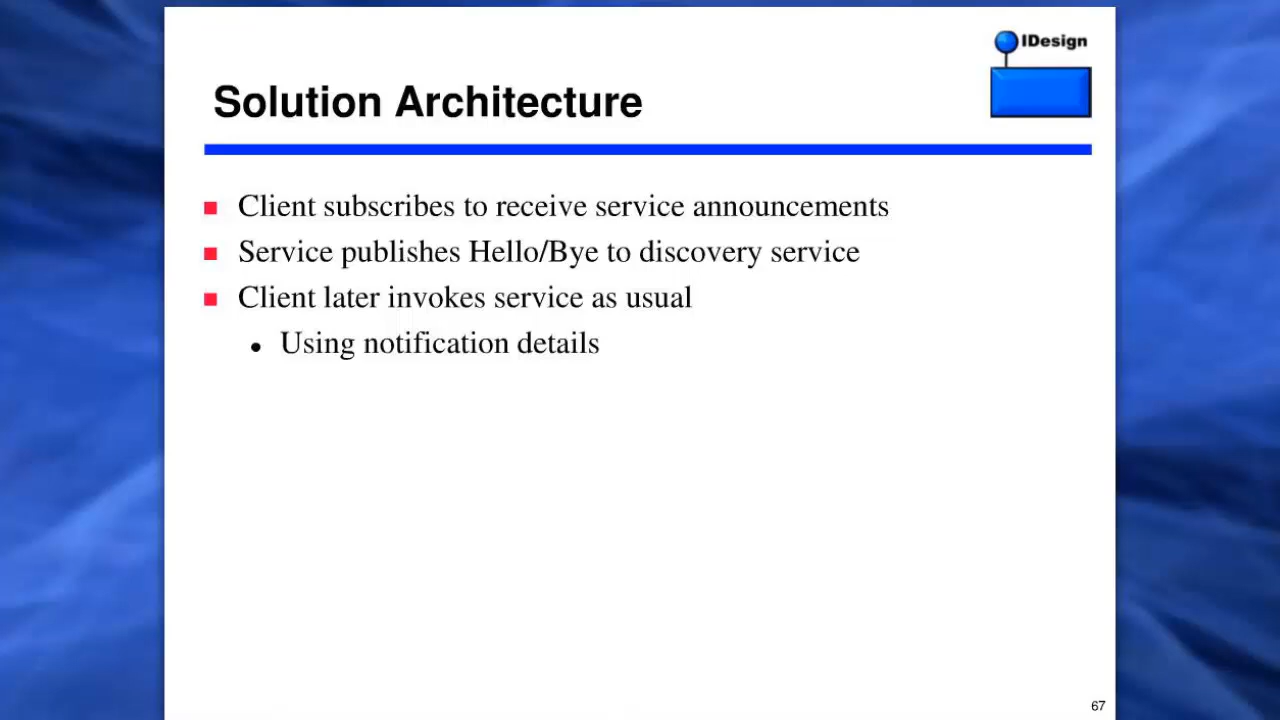 IDesign
Solution Architecture
Client subscribes to receive service announcements
Service publishes Hello/Bye to discovery service
Client later invokes service as usual
Using notification details
67